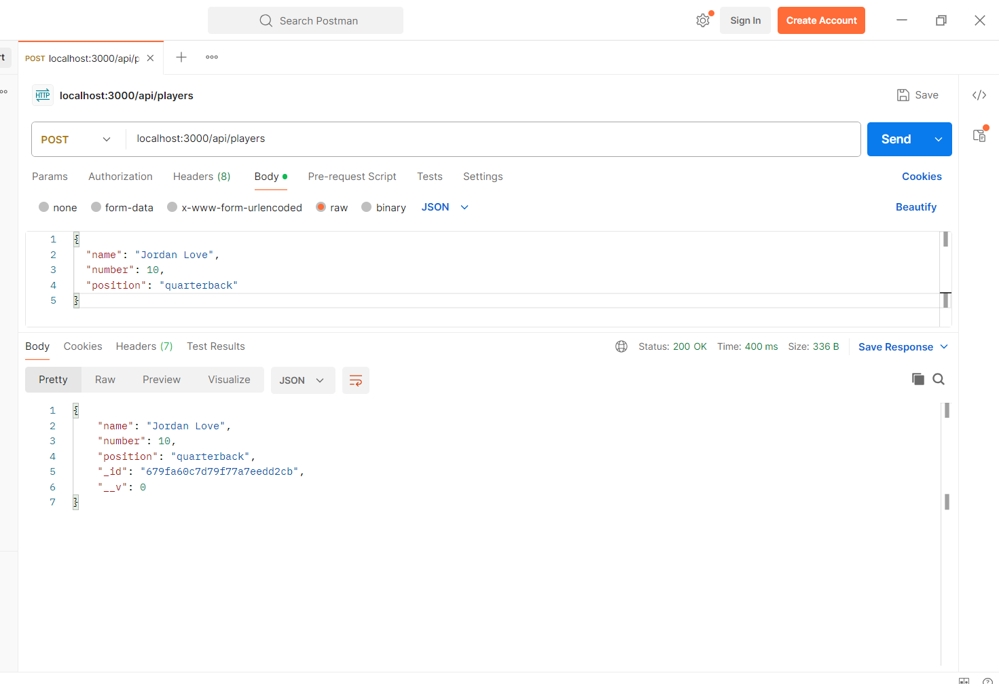 Search Postman
Sign In
Create Account
rt
POST localhost:3000/api/p
HTTP
localhost:3000/api/players
Save
POST
localhost:3000/api/players
Send
Params
Authorization
Headers (8)
Body
Pre-request Script
Tests
Settings
Cookies
none
form-data
x-www-form-urlencoded
raw
binary
JSON
Beautify
1 {
2 "name": "Jordan Love",
3 "number": 10,
4 "position": "quarterback"
5 }
Body
Cookies
Headers (7)
Test Results
Status: 200 OK
Time: 400 ms
Size: 336 B
Save Response
Pretty
Raw
Preview
Visualize
JSON
1 {
2 "name": "Jordan Love",
3 "number": 10,
4 "position": "quarterback",
5 "_id": "679fa60c7d79f77a7eedd2cb",
6 "__v": 0
7 }